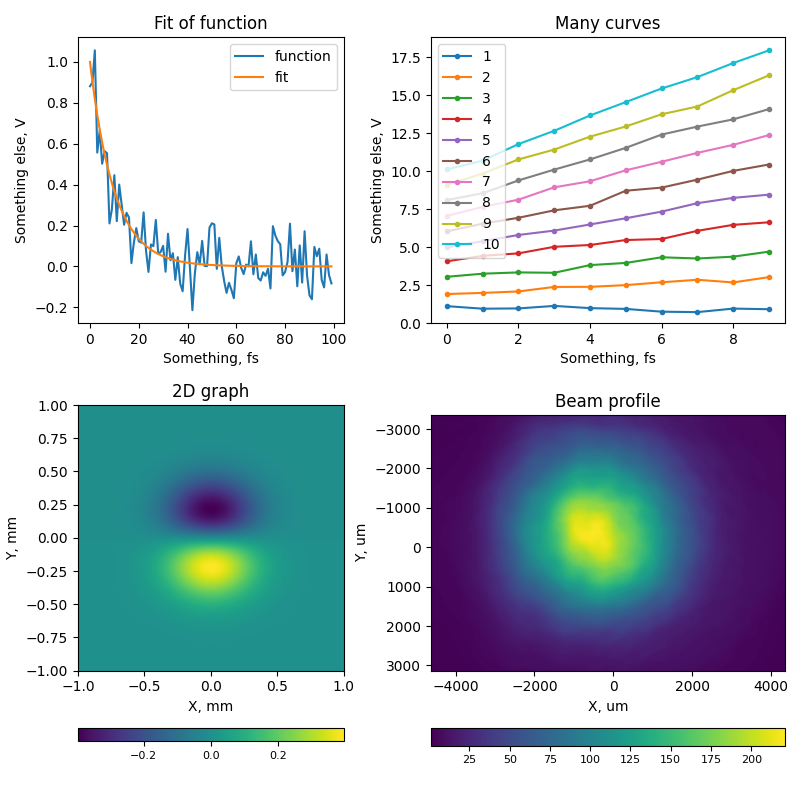 Fit of function
1.0
0.8
0.6
0.4
0.2
0.0
−0.2
Something else, V
function
fit
0 20 40 60 80 100
Something, fs
Many curves
17.5
15.0
12.5
10.0
7.5
5.0
2.5
0.0
Something else, V
1
2
3
4
5
6
7
8
9
10
0 2 4 6 8
Something, fs
2D graph
1.00
0.75
0.50
0.25
0.00
−0.25
−0.50
−0.75
−1.00
Y, mm
−1.0 −0.5 0.0 0.5 1.0
X, mm
−0.2 0.0 0.2
Beam profile
−3000
−2000
−1000
0
1000
2000
3000
Y, um
−4000 −2000 0 2000 4000
X, um
25 50 75 100 125 150 175 200